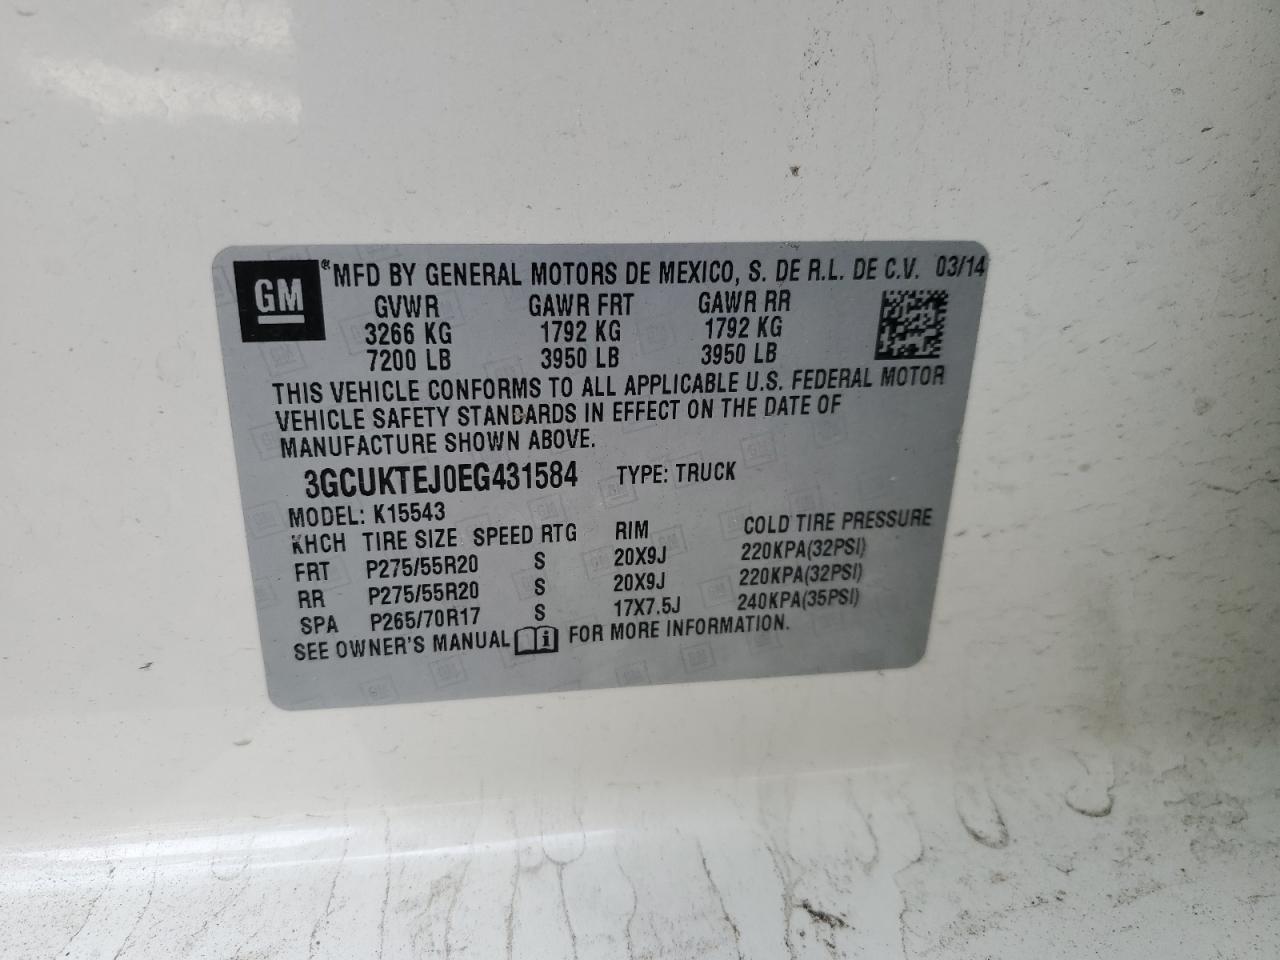 GM
® MFD BY GENERAL MOTORS DE MEXICO, S. DE R.L. DE C.V. 03/14
GVWR GAWR FRT GAWR RR
3266 KG 1792 KG 1792 KG
7200 LB 3950 LB 3950 LB
THIS VEHICLE CONFORMS TO ALL APPLICABLE U.S. FEDERAL MOTOR
VEHICLE SAFETY STANDARDS IN EFFECT ON THE DATE OF
MANUFACTURE SHOWN ABOVE.
3GCUKTEJ0EG431584 TYPE: TRUCK
MODEL: K15543
KHCH TIRE SIZE SPEED RTG RIM COLD TIRE PRESSURE
FRT P275/55R20 S 20X9J 220KPA(32PSI)
RR P275/55R20 S 20X9J 220KPA(32PSI)
SPA P265/70R17 S 17X7.5J 240KPA(35PSI)
SEE OWNER'S MANUAL i FOR MORE INFORMATION.